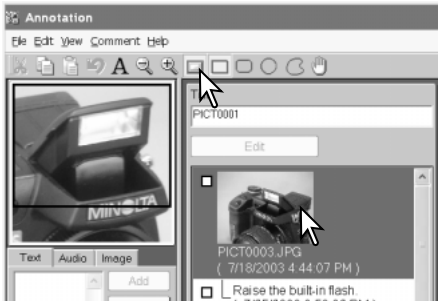 Annotation
File Edit View Comment Help
A
PICT0001
Edit
MINOLTA
PICT0003.JPG
( 7/18/2003 4:44:07 PM )
Text Audio Image
Add
Raise the built-in flash.